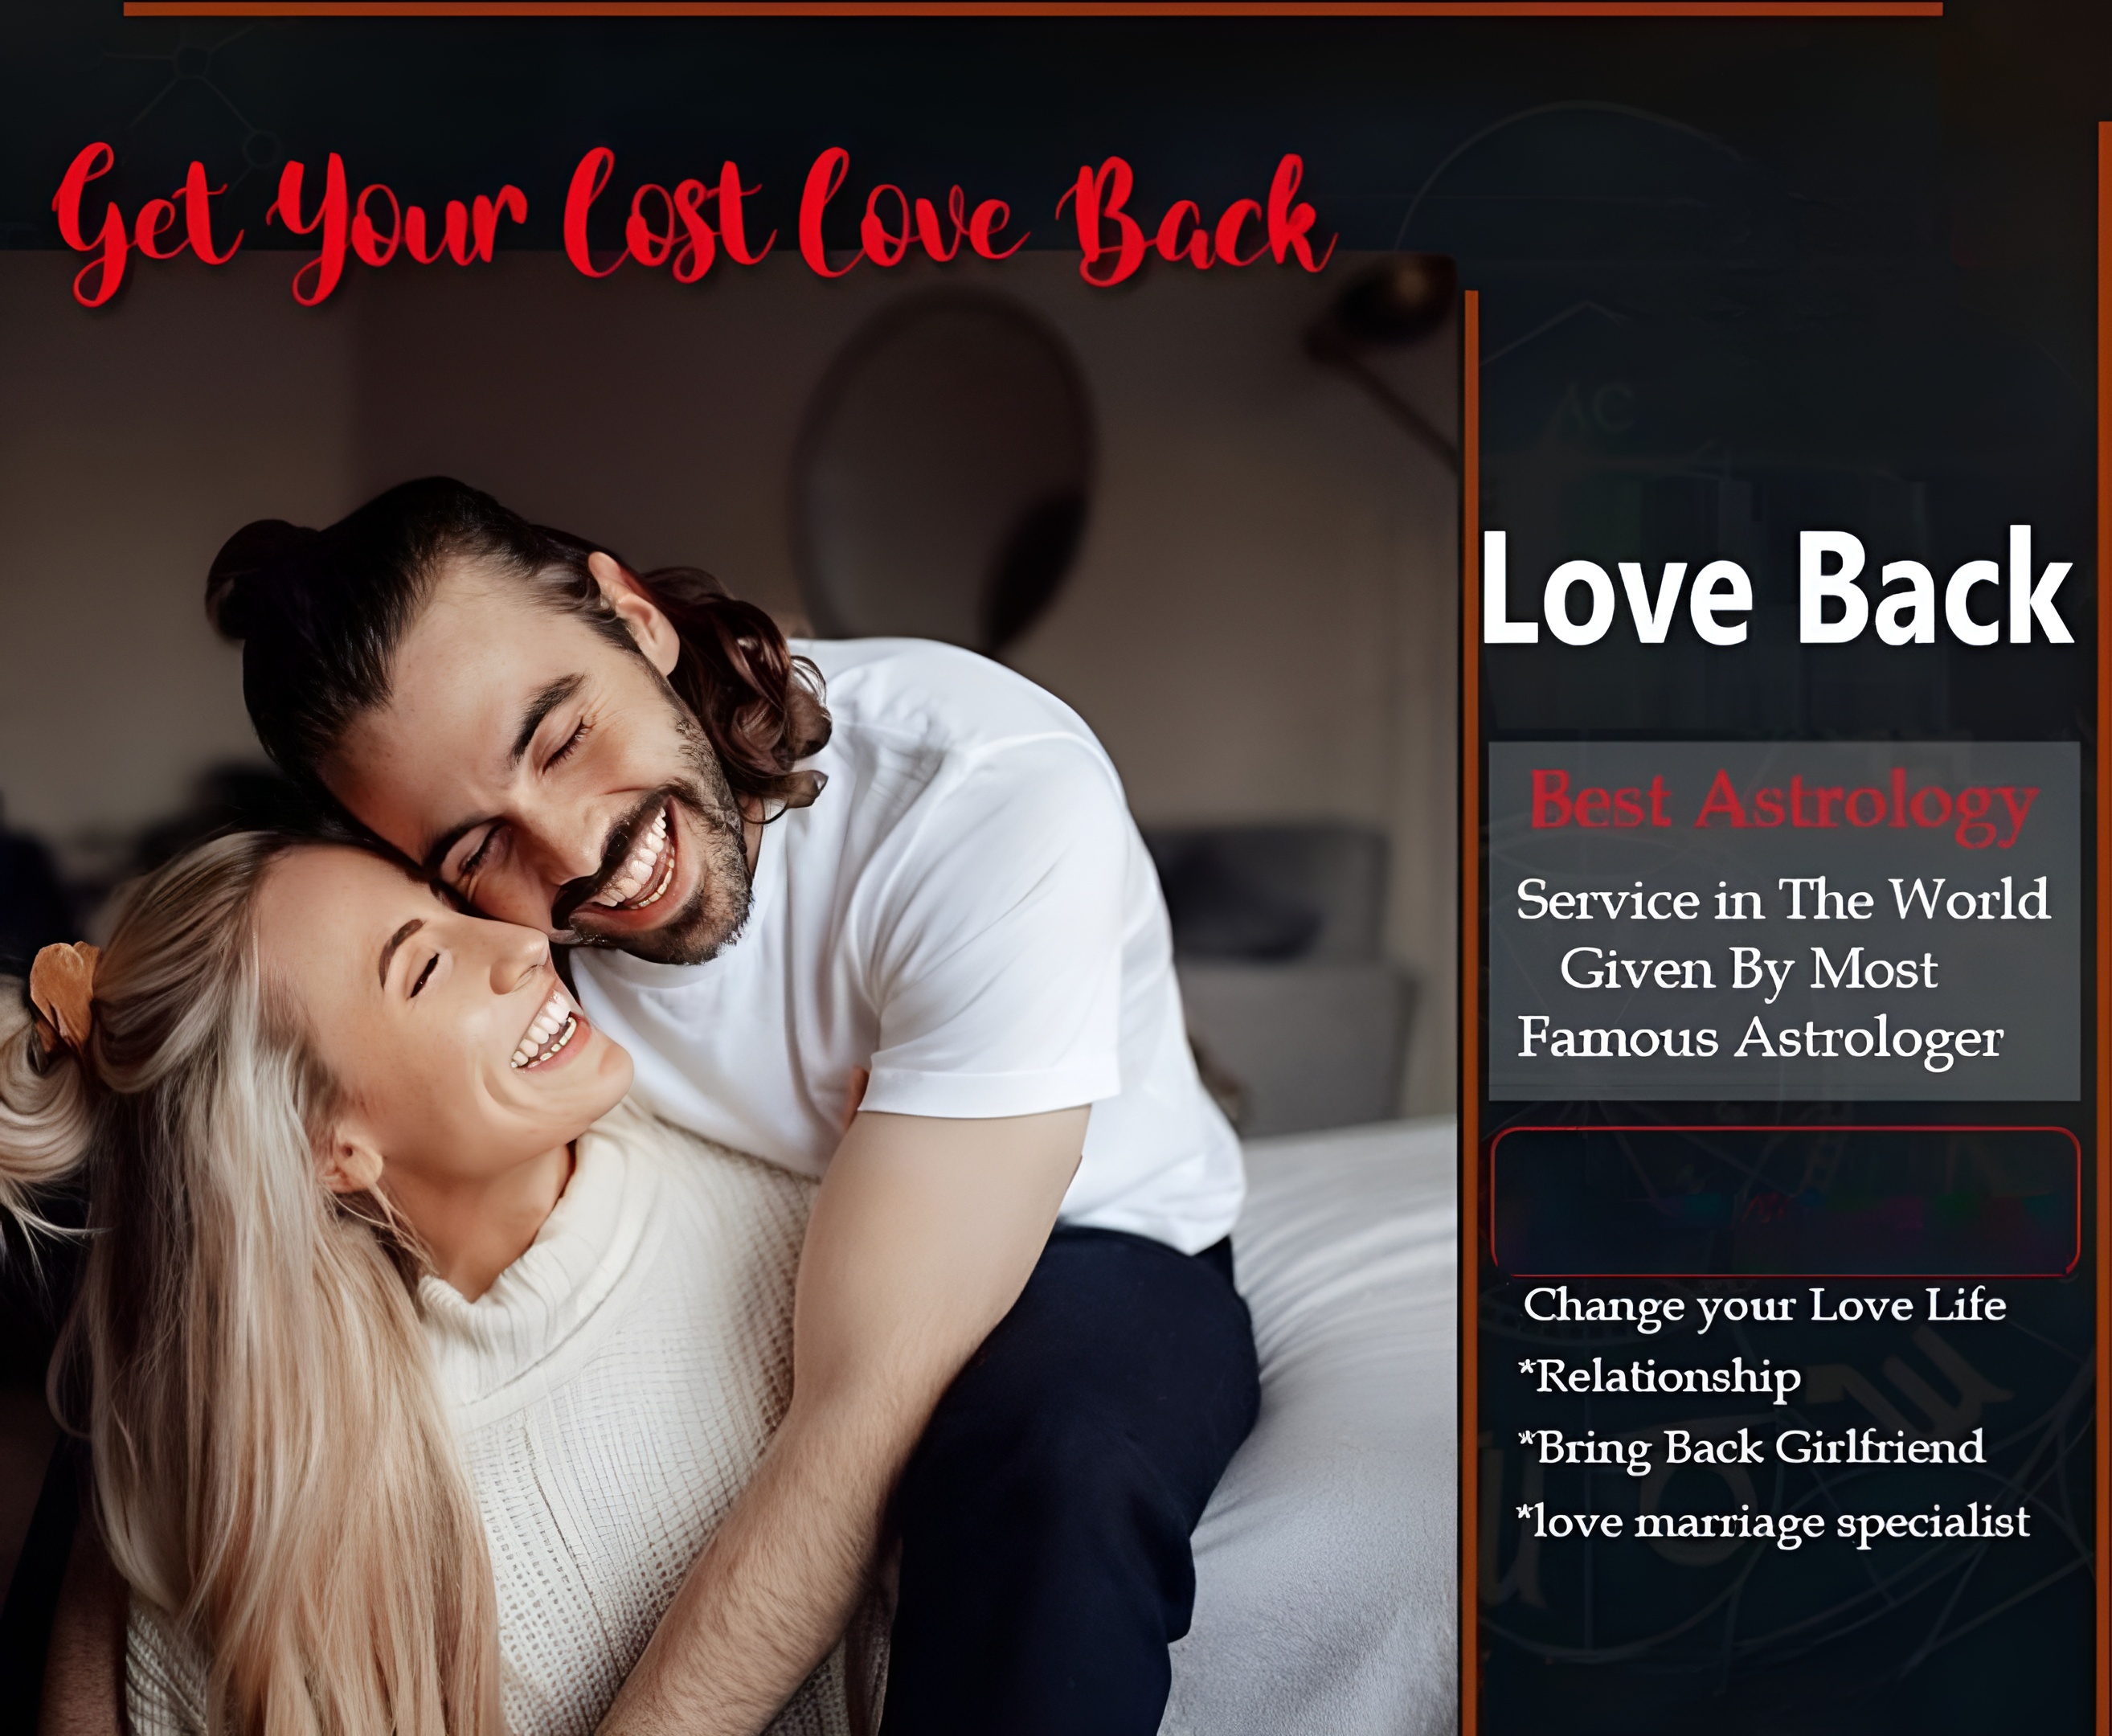 Get Your Lost Love Back
Love Back
Best Astrology
Service in The World
Given By Most
Famous Astrologer
Change your Love Life
*Relationship
*Bring Back Girlfriend
*love marriage specialist
AC